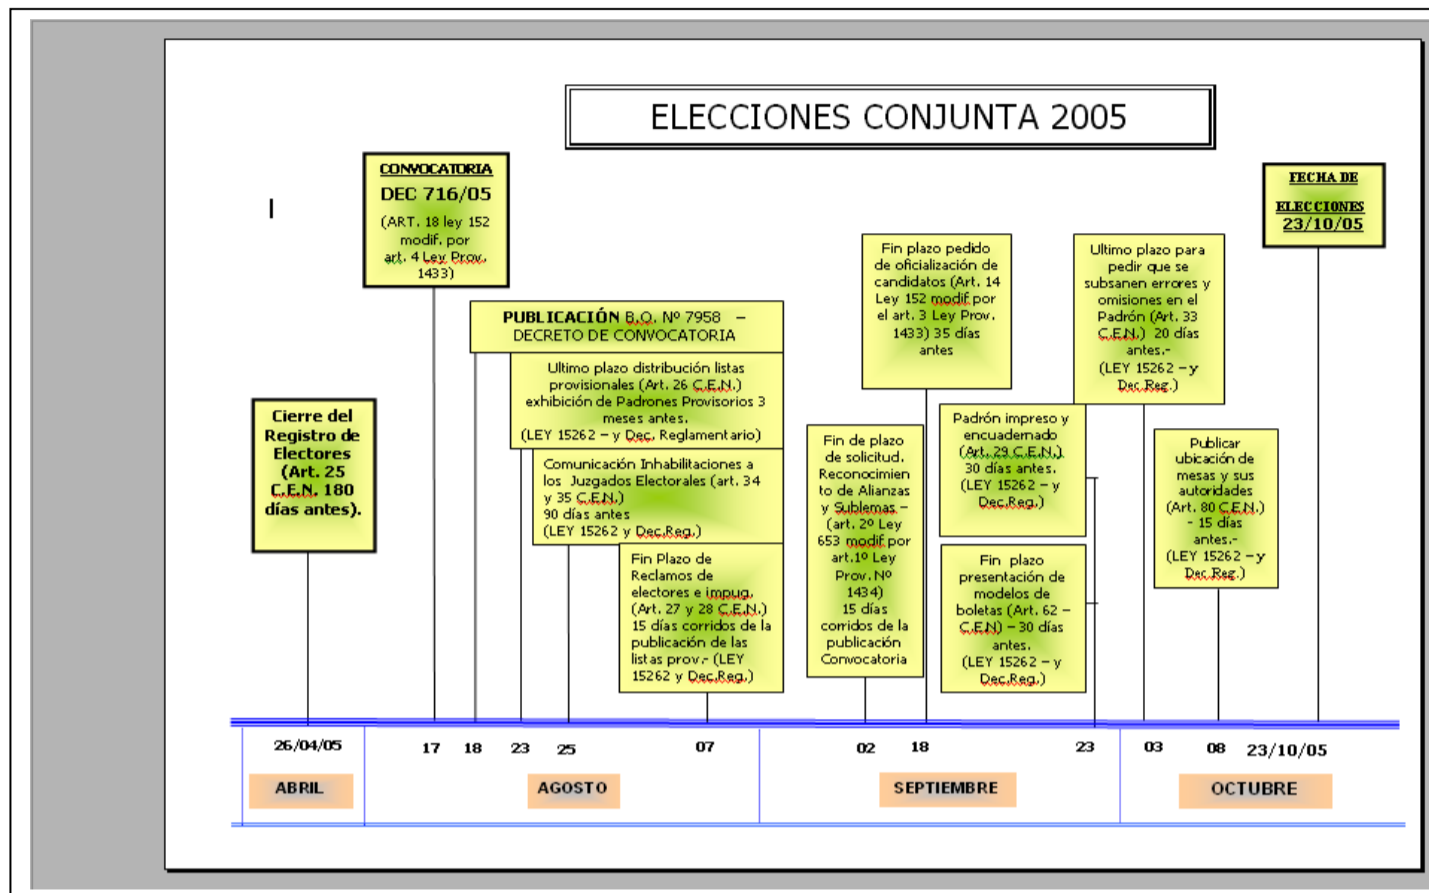 ELECCIONES CONJUNTA 2005
CONVOCATORIA
DEC 716/05
(ART. 18 ley 152
modif. por
art. 4 Ley Prov.
1433)
FECHA DE
ELECCIONES
23/10/05
PUBLICACIÓN B.O. Nº 7958 –
DECRETO DE CONVOCATORIA
Ultimo plazo distribución listas
provisionales (Art. 26 C.E.N.)
exhibición de Padrones Provisorios 3
meses antes.
(LEY 15262 – y Dec. Reglamentario)
Cierre del
Registro de
Electores
(Art. 25
C.E.N. 180
días antes).
Comunicación Inhabilitaciones a
los Juzgados Electorales (art. 34
y 35 C.E.N.)
90 días antes
(LEY 15262 y Dec.Reg.)
Fin Plazo de
Reclamos de
electores e impug.
(Art. 27 y 28 C.E.N.)
15 días corridos de la
publicación de las
listas prov.- (LEY
15262 y Dec.Reg.)
Fin de plazo
de solicitud.
Reconocimien
to de Alianzas
y Sublemas –
(art. 2º Ley
653 modif por
art.1º Ley
Prov. Nº
1434)
15 días
corridos de la
publicación
Convocatoria
Fin plazo pedido
de oficialización de
candidatos (Art. 14
Ley 152 modif por
el art. 3 Ley Prov.
1433) 35 días
antes
Padrón impreso y
encuadernado
(Art. 29 C.E.N.)
30 días antes.
(LEY 15262 – y
Dec.Reg.)
Fin plazo
presentación de
modelos de
boletas (Art. 62 –
C.E.N) – 30 días
antes.
(LEY 15262 – y
Dec.Reg.)
Ultimo plazo para
pedir que se
subsanen errores y
omisiones en el
Padrón (Art. 33
C.E.N.) 20 días
antes.-
(LEY 15262 – y
Dec.Reg.)
Publicar
ubicación de
mesas y sus
autoridades
(Art. 80 C.E.N.)
- 15 días
antes.-
(LEY 15262 – y
Dec.Reg.)
26/04/05 17 18 23 25 07 02 18 23 03 08 23/10/05
ABRIL AGOSTO SEPTIEMBRE OCTUBRE